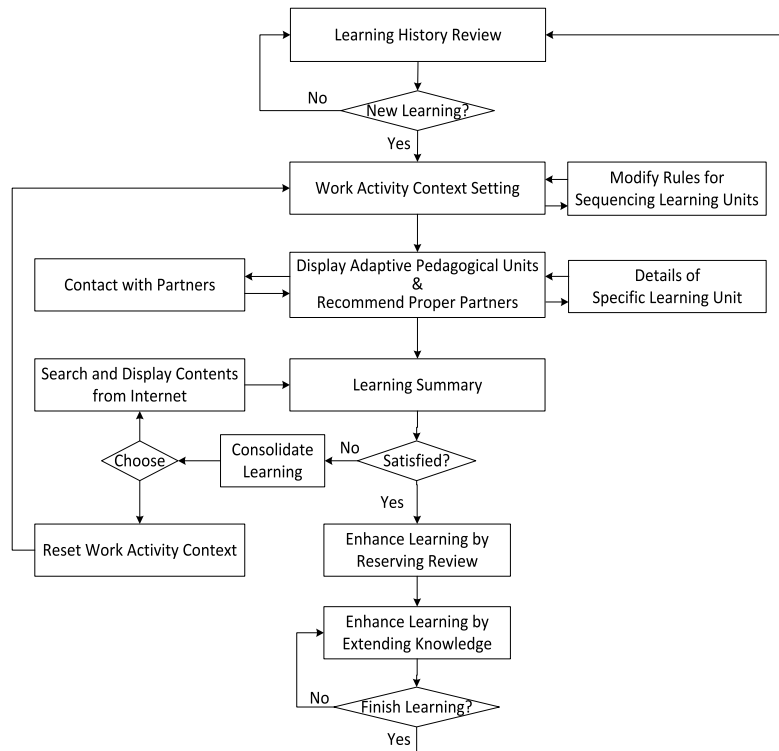 Learning History Review
No
New Learning?
Yes
Work Activity Context Setting
Modify Rules for
Sequencing Learning Units
Contact with Partners
Display Adaptive Pedagogical Units
&
Recommend Proper Partners
Details of
Specific Learning Unit
Search and Display Contents
from Internet
Learning Summary
Choose
Consolidate
Learning
No
Satisfied?
Yes
Reset Work Activity Context
Enhance Learning by
Reserving Review
Enhance Learning by
Extending Knowledge
No
Finish Learning?
Yes